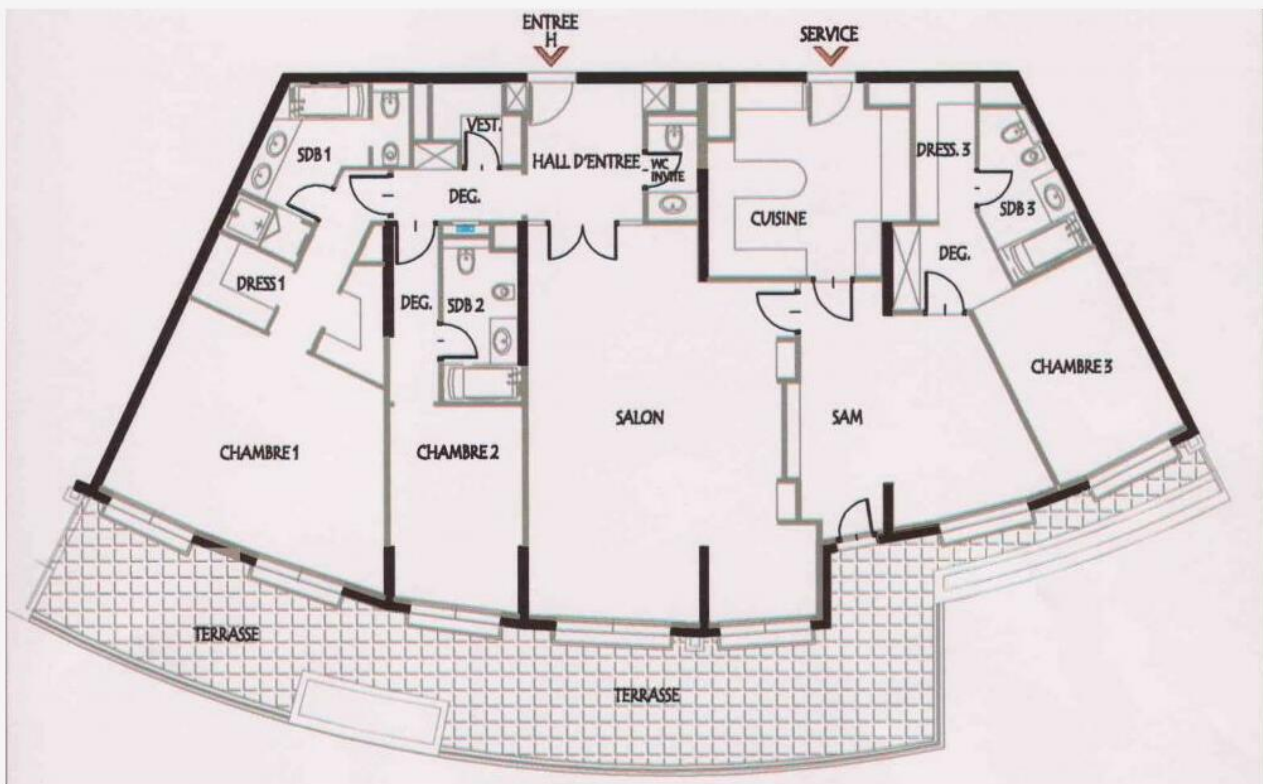 ENTREE
H
SERVICE
SDB 1
VEST.
HALL D'ENTREE
WC
INVITE
DEG.
CUISINE
DRESS. 3
SDB 3
DEG.
DRESS 1
DEG.
SDB 2
CHAMBRE 3
SALON
SAM
CHAMBRE 1
CHAMBRE 2
TERRASSE
TERRASSE